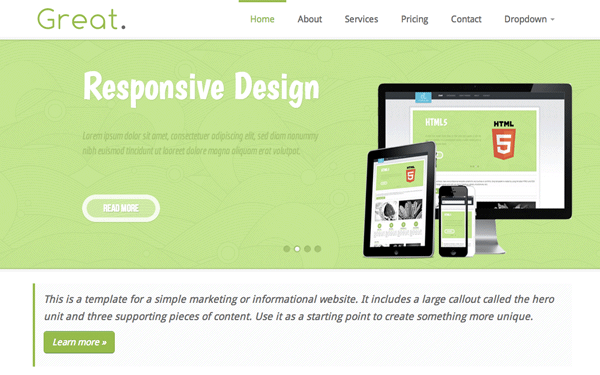 Great.
Home About Services Pricing Contact Dropdown
Responsive Design
Lorem ipsum dolor sit amet, consectetuer adipiscing elit, sed diam nonummy
nibh euismod tincidunt ut laoreet dolore magna aliquam erat volutpat.
READ MORE
HTML5
HTML
5
This is a template for a simple marketing or informational website. It includes a large callout called the hero
unit and three supporting pieces of content. Use it as a starting point to create something more unique.
Learn more »